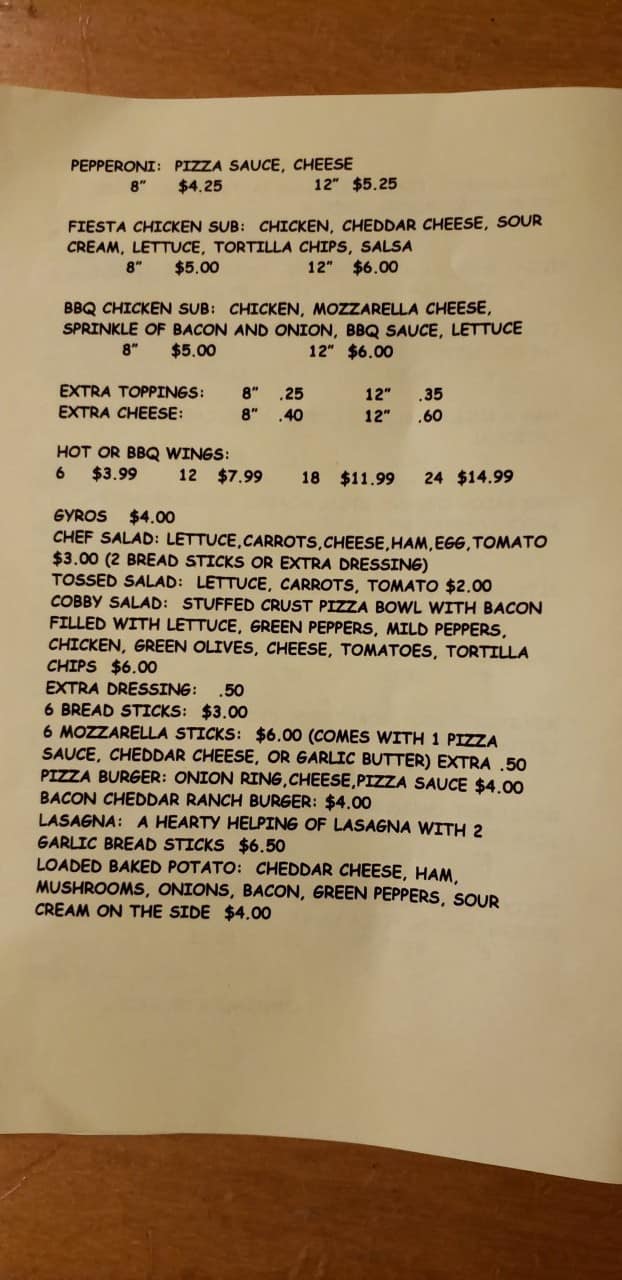 PEPPERONI: PIZZA SAUCE, CHEESE
8" $4.25 12" $5.25
FIESTA CHICKEN SUB: CHICKEN, CHEDDAR CHEESE, SOUR
CREAM, LETTUCE, TORTILLA CHIPS, SALSA
8" $5.00 12" $6.00
BBQ CHICKEN SUB: CHICKEN, MOZZARELLA CHEESE,
SPRINKLE OF BACON AND ONION, BBQ SAUCE, LETTUCE
8" $5.00 12" $6.00
EXTRA TOPPINGS: 8" .25 12" .35
EXTRA CHEESE: 8" .40 12" .60
HOT OR BBQ WINGS:
6 $3.99 12 $7.99 18 $11.99 24 $14.99
GYROS $4.00
CHEF SALAD: LETTUCE,CARROTS,CHEESE,HAM,EGG,TOMATO
$3.00 (2 BREAD STICKS OR EXTRA DRESSING)
TOSSED SALAD: LETTUCE, CARROTS, TOMATO $2.00
COBBY SALAD: STUFFED CRUST PIZZA BOWL WITH BACON
FILLED WITH LETTUCE, GREEN PEPPERS, MILD PEPPERS,
CHICKEN, GREEN OLIVES, CHEESE, TOMATOES, TORTILLA
CHIPS $6.00
EXTRA DRESSING: .50
6 BREAD STICKS: $3.00
6 MOZZARELLA STICKS: $6.00 (COMES WITH 1 PIZZA
SAUCE, CHEDDAR CHEESE, OR GARLIC BUTTER) EXTRA .50
PIZZA BURGER: ONION RING,CHEESE,PIZZA SAUCE $4.00
BACON CHEDDAR RANCH BURGER: $4.00
LASAGNA: A HEARTY HELPING OF LASAGNA WITH 2
GARLIC BREAD STICKS $6.50
LOADED BAKED POTATO: CHEDDAR CHEESE, HAM,
MUSHROOMS, ONIONS, BACON, GREEN PEPPERS, SOUR
CREAM ON THE SIDE $4.00